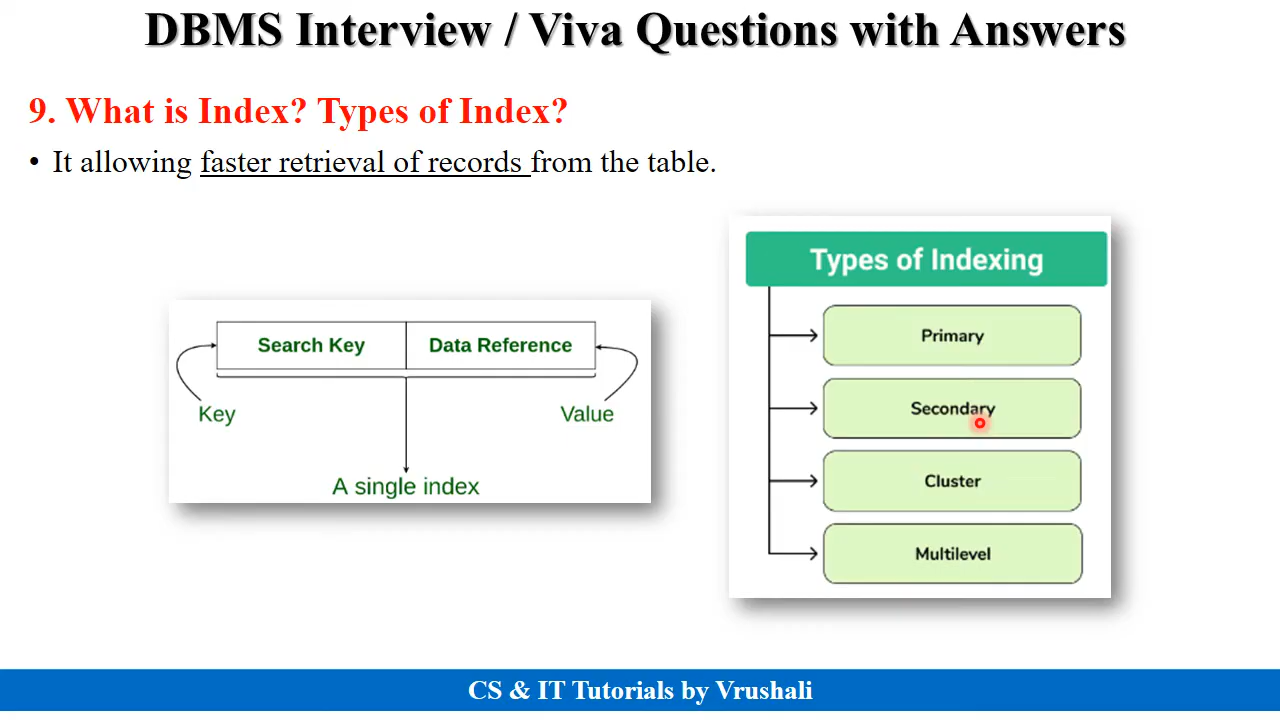 DBMS Interview / Viva Questions with Answers
9. What is Index? Types of Index?
• It allowing faster retrieval of records from the table.
Search Key
Data Reference
Key
Value
A single index
Types of Indexing
Primary
Secondary
Cluster
Multilevel
CS & IT Tutorials by Vrushali